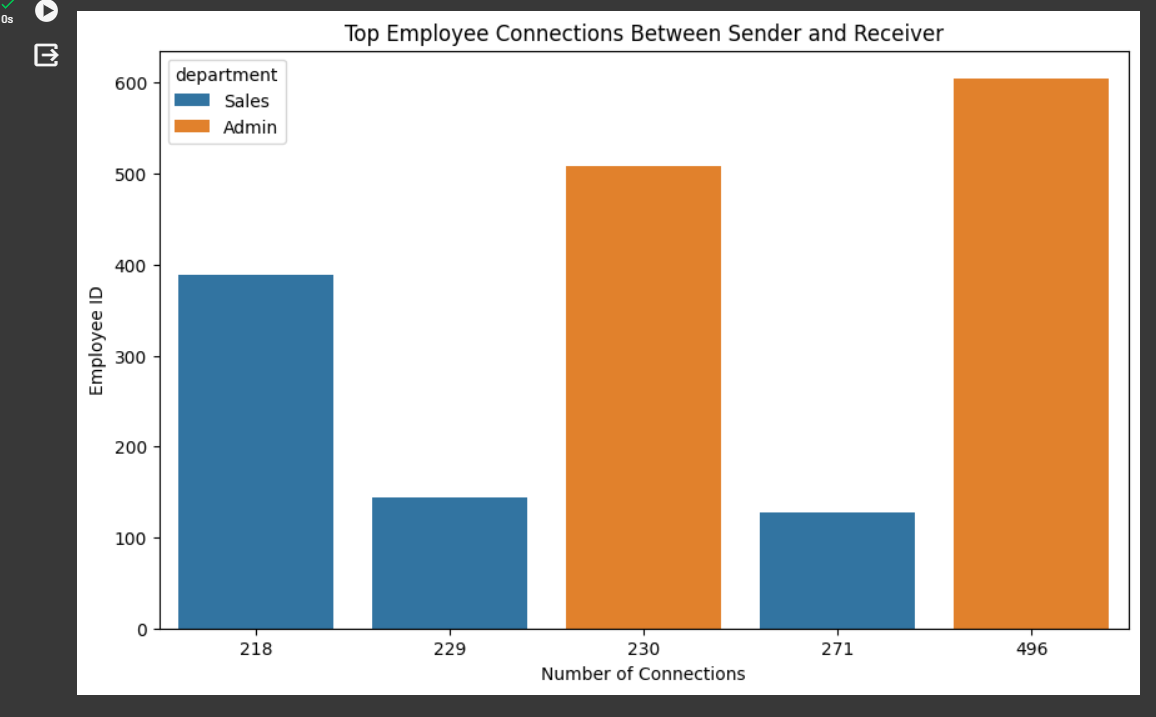 0s
Top Employee Connections Between Sender and Receiver
department
Sales
Admin
600
500
400
300
200
100
0
Employee ID
218 229 230 271 496
Number of Connections